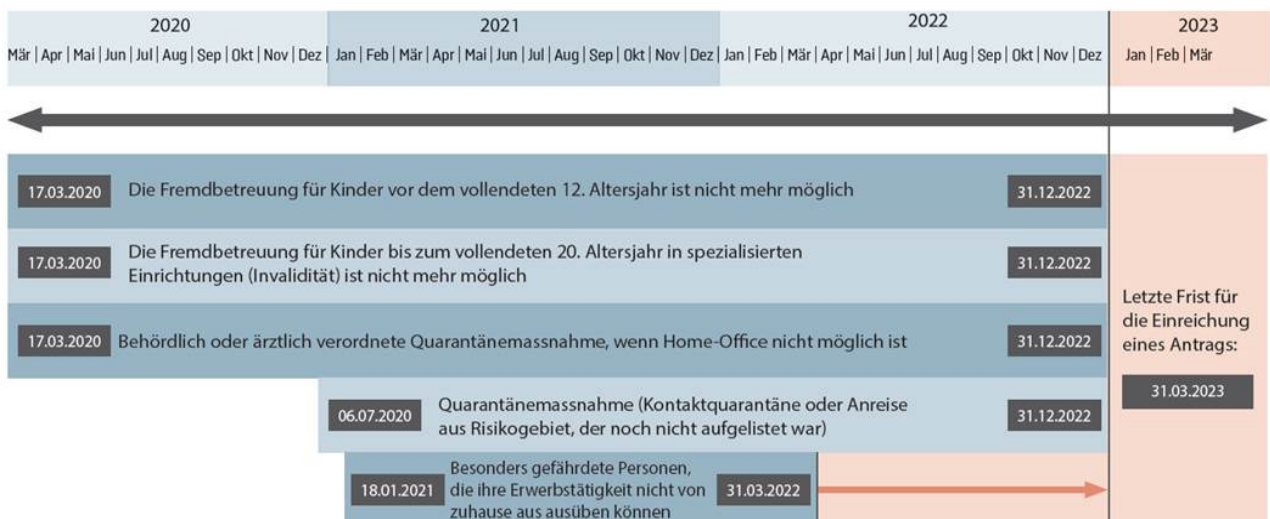 2020 2021 2022 2023
Mär | Apr | Mai | Jun | Jul | Aug | Sep | Okt | Nov | Dez | Jan | Feb | Mär | Apr | Mai | Jun | Jul | Aug | Sep | Okt | Nov | Dez | Jan | Feb | Mär | Apr | Mai | Jun | Jul | Aug | Sep | Okt | Nov | Dez Jan | Feb | Mär
17.03.2020 Die Fremdbetreuung für Kinder vor dem vollendeten 12. Altersjahr ist nicht mehr möglich 31.12.2022
17.03.2020 Die Fremdbetreuung für Kinder bis zum vollendeten 20. Altersjahr in spezialisierten
Einrichtungen (Invalidität) ist nicht mehr möglich 31.12.2022
17.03.2020 Behördlich oder ärztlich verordnete Quarantänemassnahme, wenn Home-Office nicht möglich ist 31.12.2022
06.07.2020 Quarantänemassnahme (Kontaktquarantäne oder Anreise
aus Risikogebiet, der noch nicht aufgelistet war) 31.12.2022
Besonders gefährdete Personen,
18.01.2021 die ihre Erwerbstätigkeit nicht von 31.03.2022
zuhause aus ausüben können
Letzte Frist für
die Einreichung
eines Antrags:
31.03.2023